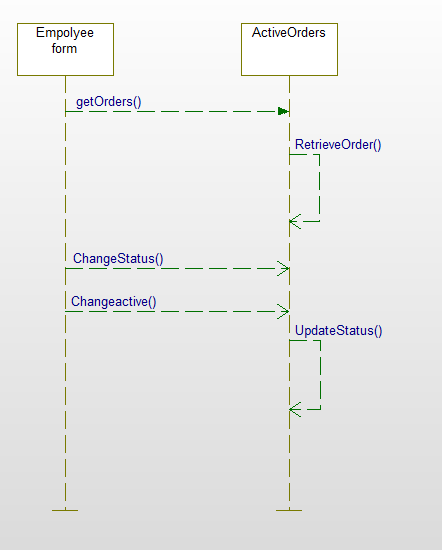 Empolyee
form
ActiveOrders
getOrders()
RetrieveOrder()
ChangeStatus()
Changeactive()
UpdateStatus()